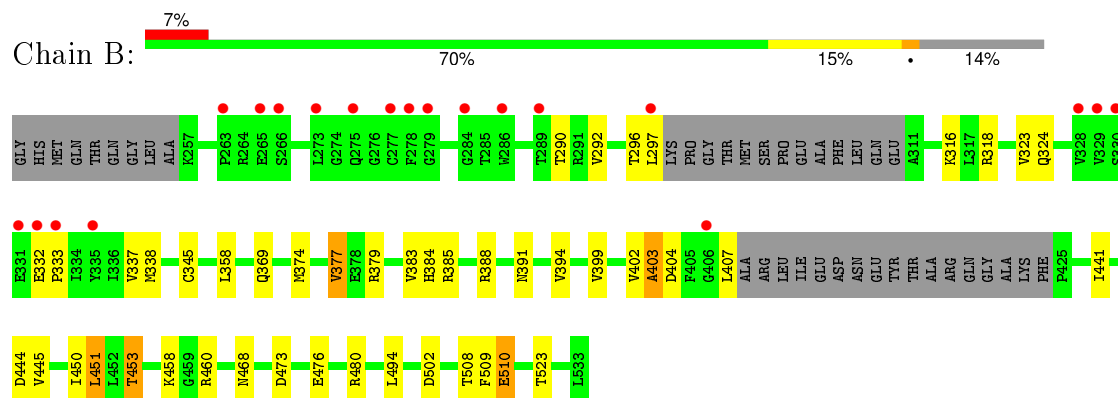 7%
Chain B:
70% 15% • 14%
GLY HIS MET GLN THR GLN GLY LEU ALA K257 P263 R264 E265 S266 L273 G274 Q275 G276 C277 F278 G279 G284 T285 W286 T289 T290 R291 V292 T296 L297 LYS PRO GLY THR MET SER PRO GLU ALA PHE LEU GLN GLU A311 K316 L317 R318 V323 Q324 V328 V329 S330
E331 E332 P333 I334 Y335 I336 V337 M338 C345 L358 Q369 M374 V377 E378 R379 V383 H384 R385 R388 N391 V394 V399 V402 A403 D404 F405 G406 L407 ALA ARG LEU ILE GLU ASP ASN GLU TYR THR ALA ARG GLN GLY ALA LYS PHE P425 I441
D444 V445 I450 L451 L452 T453 K458 G459 R460 N468 D473 E476 R480 L494 D502 T508 F509 E510 T523 L533